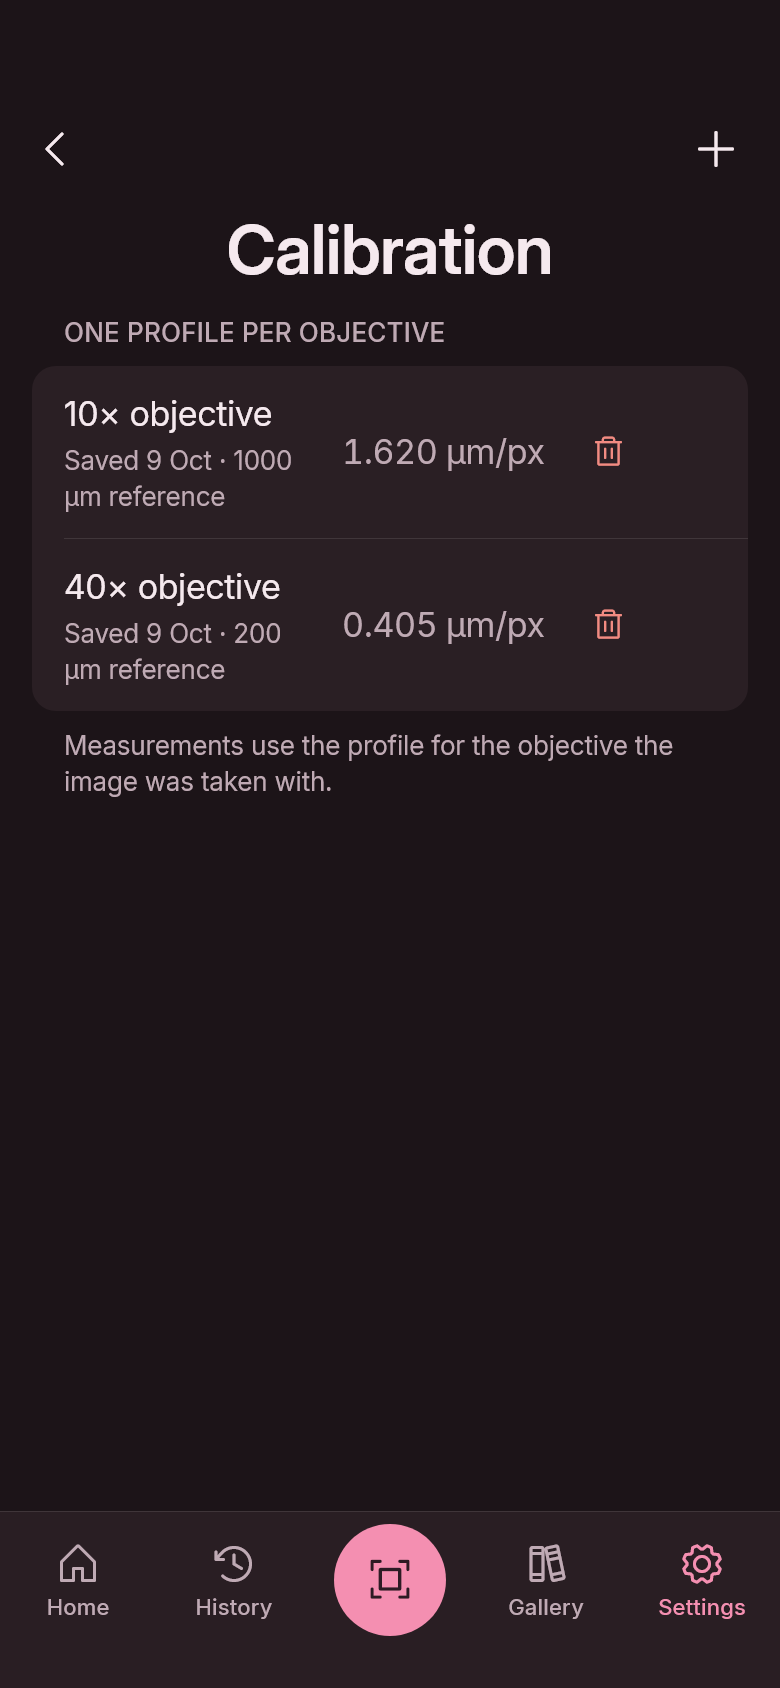 Calibration
ONE PROFILE PER OBJECTIVE
10× objective
Saved 9 Oct · 1000
µm reference
1.620 µm/px
40× objective
Saved 9 Oct · 200
µm reference
0.405 µm/px
Measurements use the profile for the objective the
image was taken with.
Home
History
Gallery
Settings